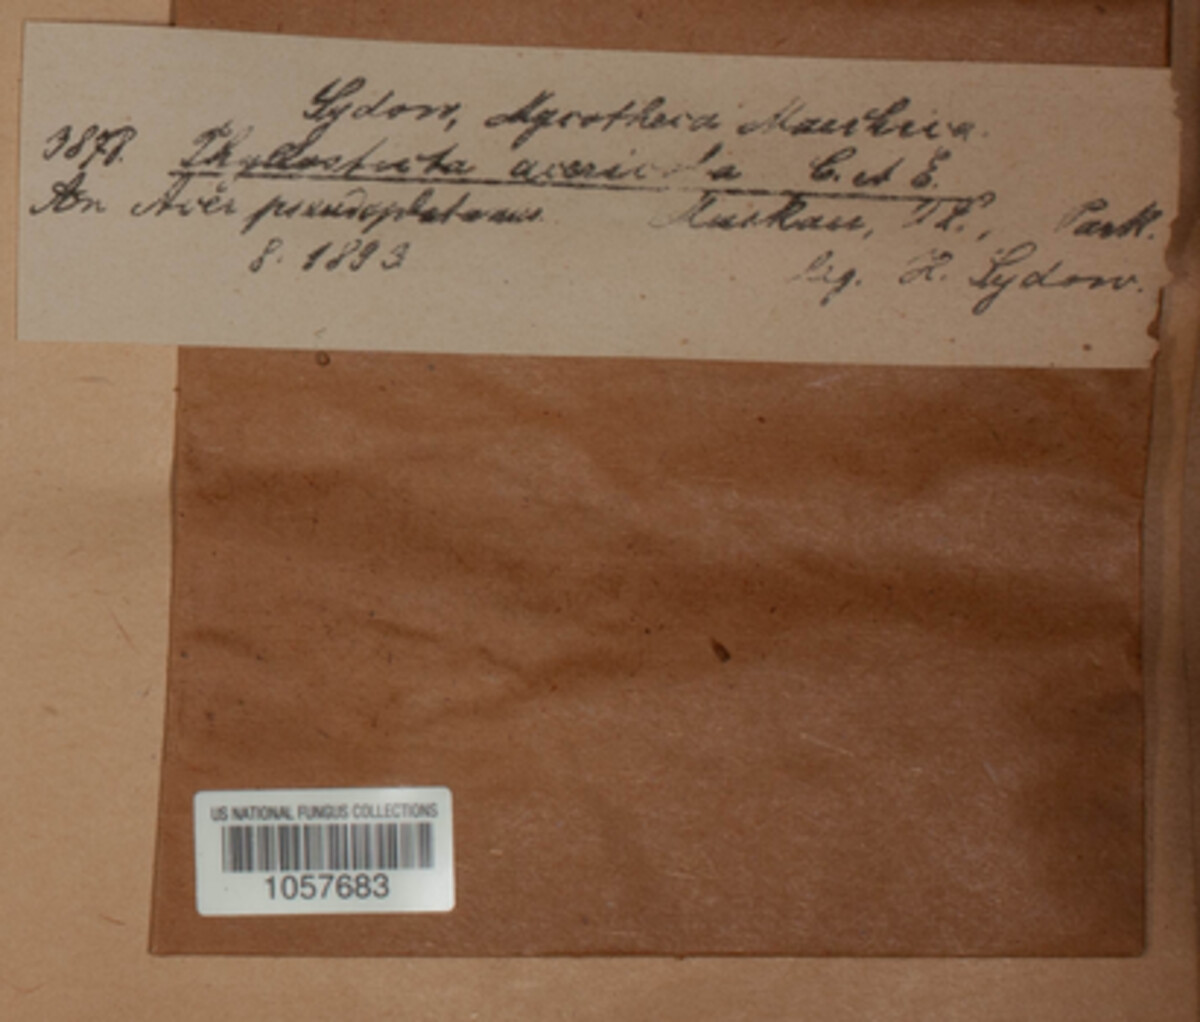 Sydow, Mycotheca Marchica.
3878. Phyllosticta acericola C. et E.
An Acer pseudoplatanus. Muskau, Park.
8. 1893
leg. H. Sydow.
US NATIONAL FUNGUS COLLECTIONS
1057683